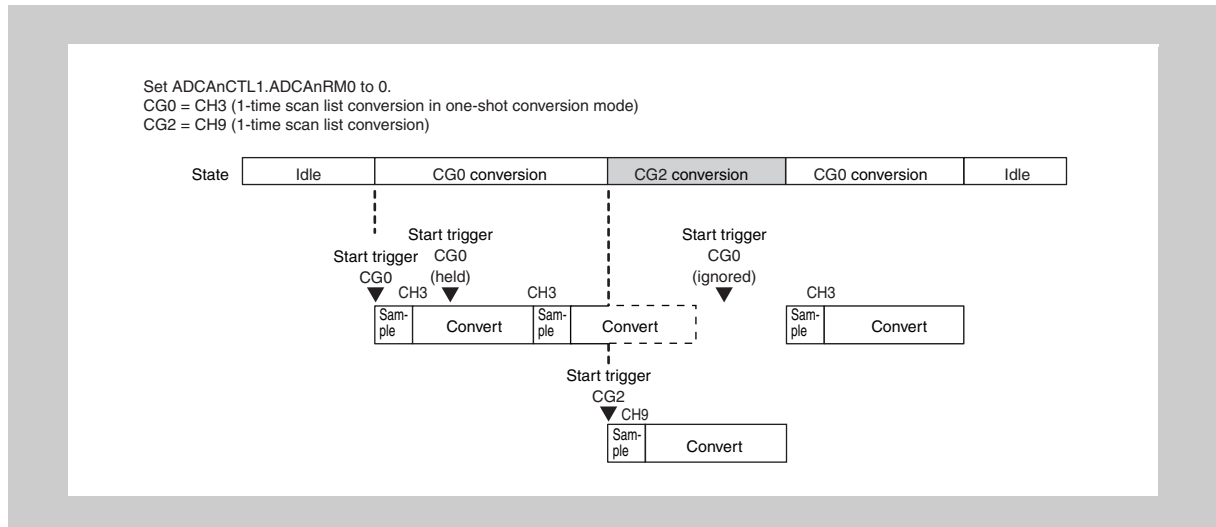 Set ADCAnCTL1.ADCAnRM0 to 0.
CG0 = CH3 (1-time scan list conversion in one-shot conversion mode)
CG2 = CH9 (1-time scan list conversion)
State
Idle
CG0 conversion
CG2 conversion
CG0 conversion
Idle
Start trigger
CG0
Start trigger
CG0
(held)
Start trigger
CG0
(ignored)
CH3
CH3
CH3
Sam-
ple
Convert
Sam-
ple
Convert
Sam-
ple
Convert
Start trigger
CG2
CH9
Sam-
ple
Convert